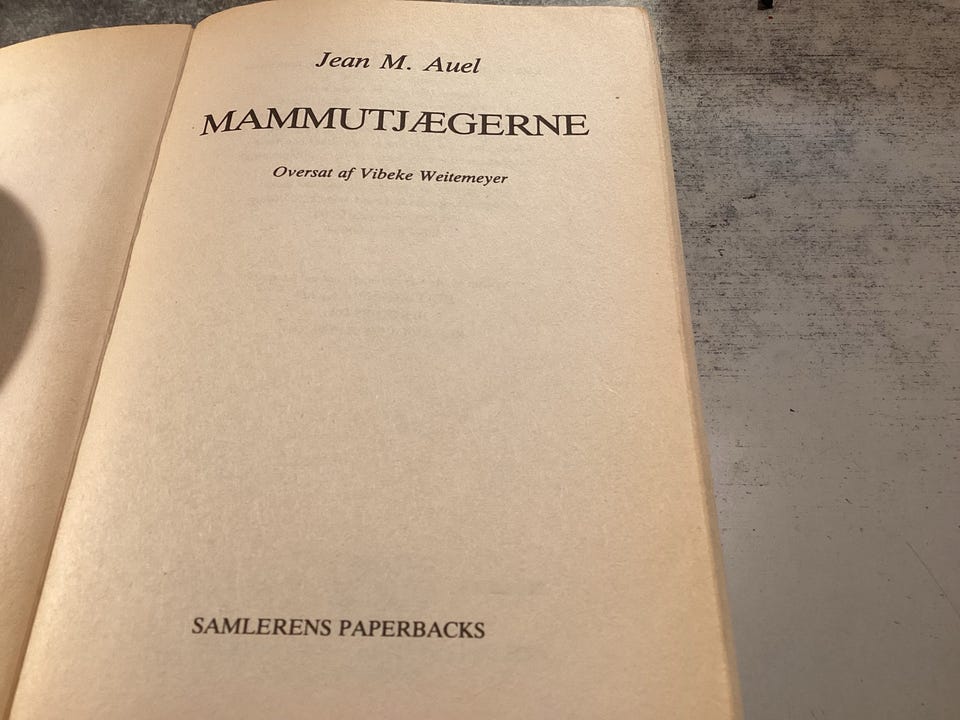 Jean M. Auel
MAMMUTJÆGERNE
Oversat af Vibeke Weitemeyer
SAMLERENS PAPERBACKS